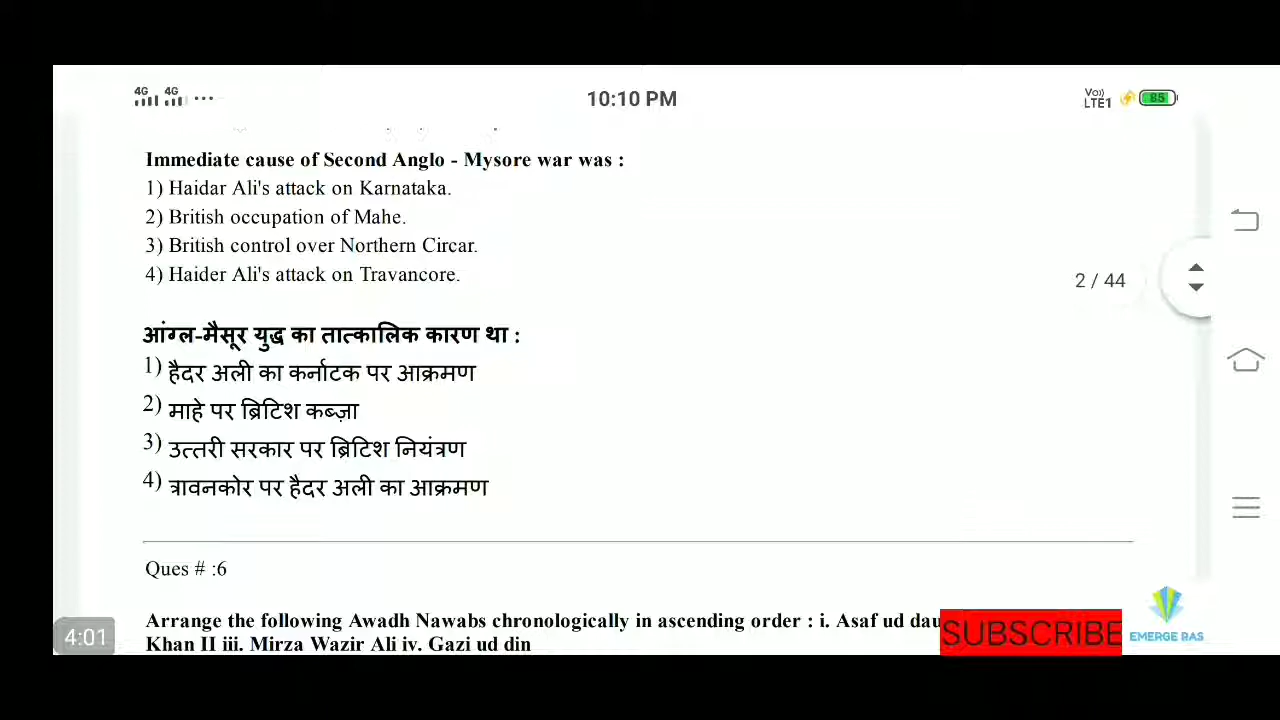 4G 4G ...
10:10 PM
Vo)) LTE1
85
Immediate cause of Second Anglo - Mysore war was :
1) Haidar Ali's attack on Karnataka.
2) British occupation of Mahe.
3) British control over Northern Circar.
4) Haider Ali's attack on Travancore.
2 / 44
आंग्ल-मैसूर युद्ध का तात्कालिक कारण था :
1) हैदर अली का कर्नाटक पर आक्रमण
2) माहे पर ब्रिटिश कब्ज़ा
3) उत्तरी सरकार पर ब्रिटिश नियंत्रण
4) त्रावनकोर पर हैदर अली का आक्रमण
Ques # :6
Arrange the following Awadh Nawabs chronologically in ascending order : i. Asaf ud dau
Khan II iii. Mirza Wazir Ali iv. Gazi ud din
4:01
SUBSCRIBE
EMERGE RAS